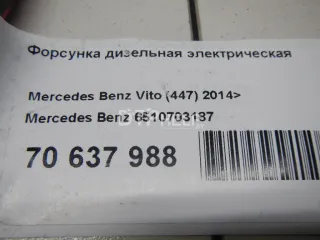 Форсунка дизельная электрическая
Mercedes Benz Vito (447) 2014>
Mercedes Benz 6510703187
70 637 988